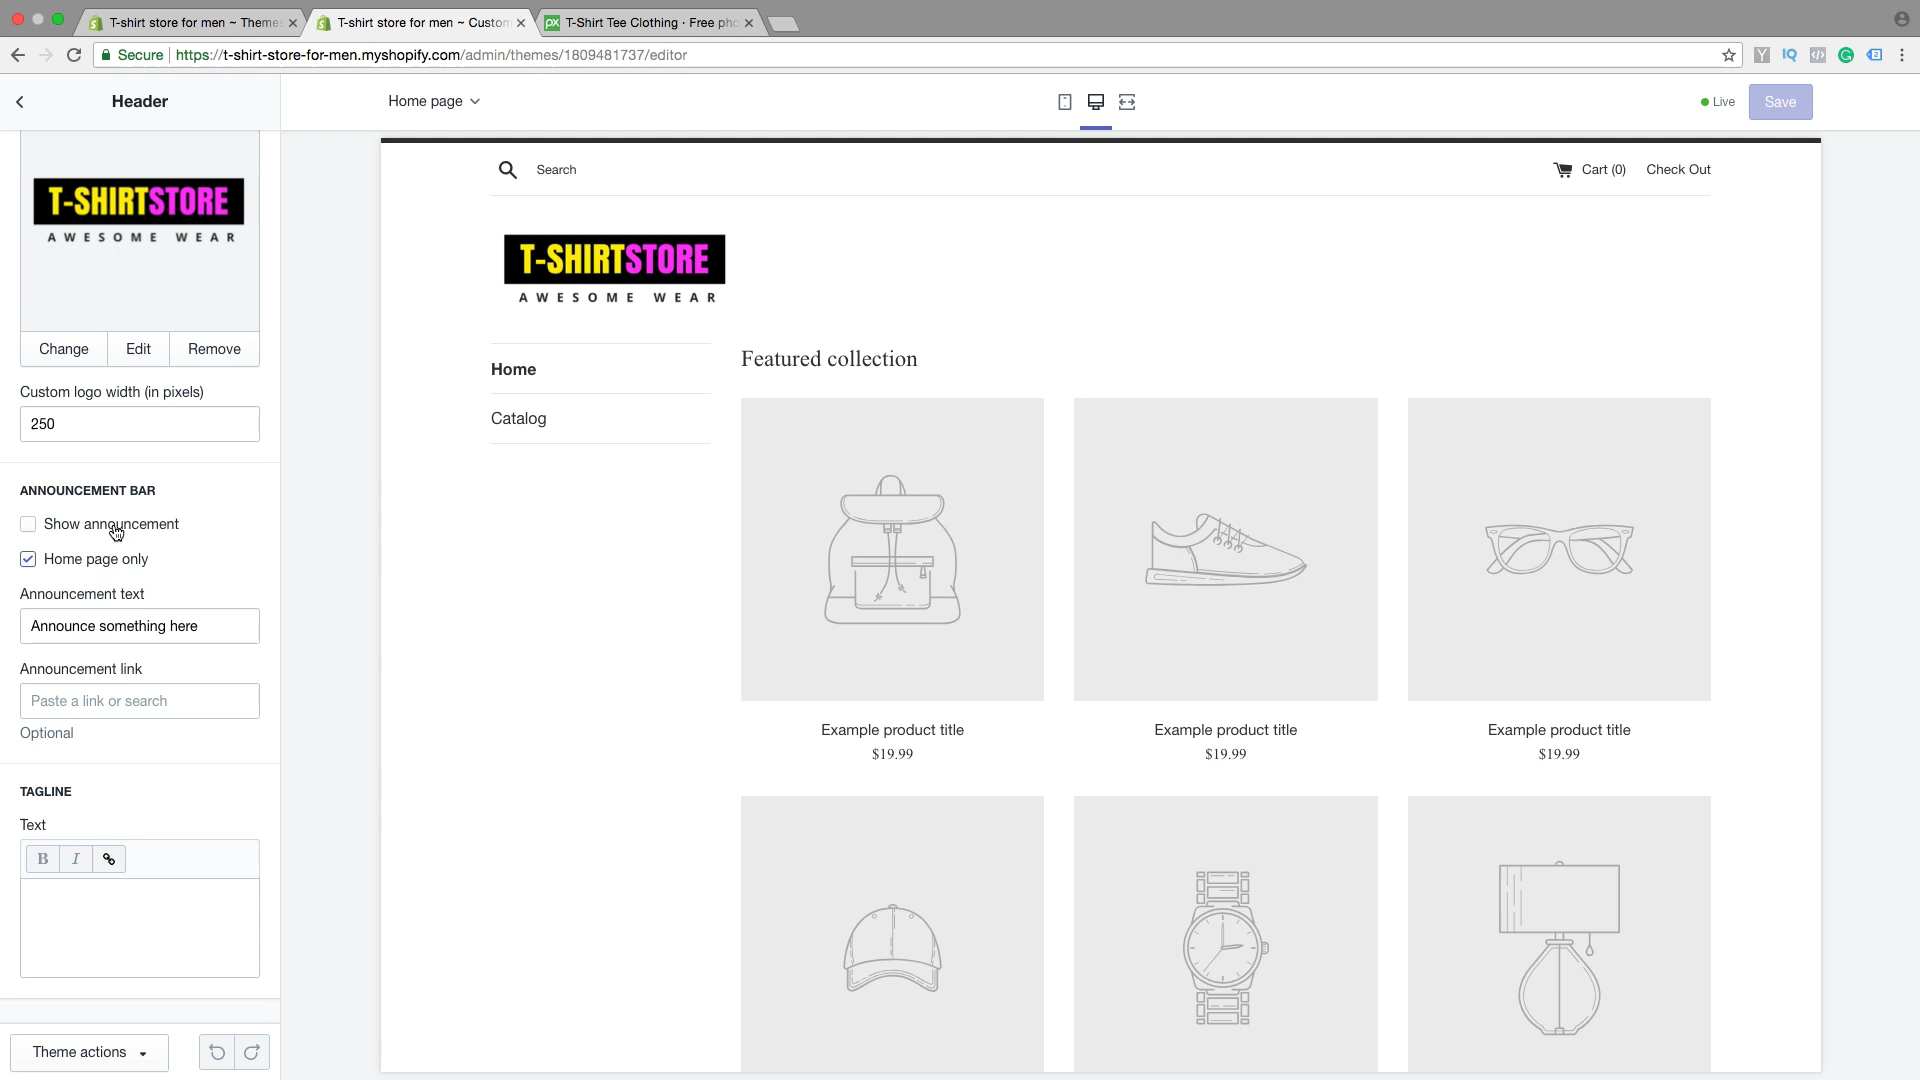 T-shirt store for men ~ Themes
T-shirt store for men ~ Custom
PX T-Shirt Tee Clothing · Free pho
Secure https://t-shirt-store-for-men.myshopify.com/admin/themes/1809481737/editor
Header
Home page
Live
Save
T-SHIRTSTORE
AWESOME WEAR
Change
Edit
Remove
Custom logo width (in pixels)
250
ANNOUNCEMENT BAR
Show announcement
Home page only
Announcement text
Announce something here
Announcement link
Paste a link or search
Optional
TAGLINE
Text
B I
Theme actions
Search
Cart (0)
Check Out
T-SHIRTSTORE
AWESOME WEAR
Home
Catalog
Featured collection
Example product title
$19.99
Example product title
$19.99
Example product title
$19.99